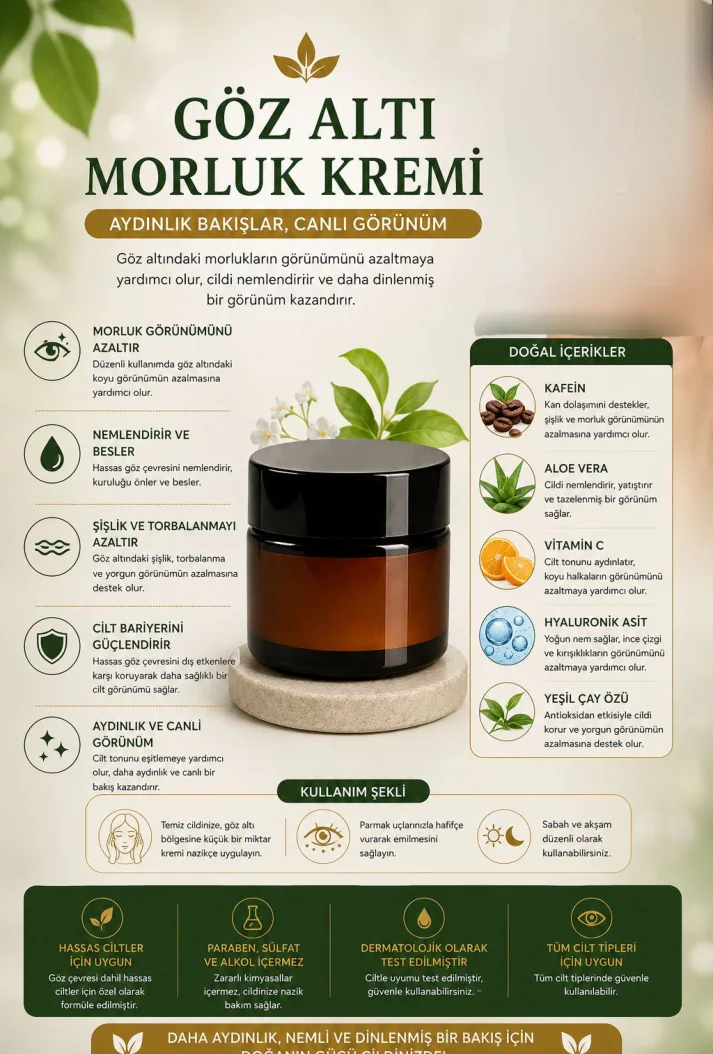 GÖZ ALTI
MORLUK KREMİ
AYDINLIK BAKIŞLAR, CANLI GÖRÜNÜM
Göz altındaki morlukların görünümünü azaltmaya
yardımcı olur, cildi nemlendirir ve daha dinlenmiş
bir görünüm kazandırır.
MORLUK GÖRÜNÜMÜNÜ
AZALTIR
Düzenli kullanımda göz altındaki
koyu görünümün azalmasına
yardımcı olur.
NEMLENDİRİR VE
BESLER
Hassas göz çevresini nemlendirir,
kuruluğu önler ve besler.
ŞİŞLİK VE TORBALANMAYI
AZALTIR
Göz altındaki şişlik, torbalanma
ve yorgun görünümün azalmasına
destek olur.
CİLT BARİYERİNİ
GÜÇLENDİRİR
Hassas göz çevresini dış etkenlere
karşı koruyarak daha sağlıklı bir
cilt görünümü sağlar.
AYDINLIK VE CANLI
GÖRÜNÜM
Cilt tonunu eşitlemeye yardımcı
olur, daha aydınlık ve canlı bir
bakış kazandırır.
DOĞAL İÇERİKLER
KAFEİN
Kan dolaşımıni destekler,
şişlik ve morluk görünümünün
azalmasına yardımcı olur.
ALOE VERA
Cildi nemlendirir, yatıştırır
ve tazelenmiş bir görünüm
sağlar.
VİTAMİN C
Cilt tonunu aydınlatır,
koyu halkaların görünümünü
azaltmaya yardımcı olur.
HYALURONİK ASİT
Yoğun nem sağlar, ince çizgi
ve kırışıklıkların görünümünü
azaltmaya yardımcı olur.
YEŞİL ÇAY ÖZÜ
Antioksidan etkisiyle cildi
korur ve yorgun görünümün
azalmasına destek olur.
KULLANIM ŞEKLİ
Temiz cildinize, göz altı
bölgesine küçük bir miktar
kremi nazikçe uygulayın.
Parmak uçlarınızla hafifçe
vurarak emilmesini
sağlayın.
Sabah ve akşam
düzenli olarak
kullanabilirsiniz.
HASSAS CİLTLER
İÇİN UYGUN
Göz çevresi dahil hassas
ciltler için özel olarak
formüle edilmiştir.
PARABEN, SÜLFAT
VE ALKOL İÇERMEZ
Zararlı kimyasallar
içermez, cildinize nazik
bakım sağlar.
DERMATOLOJİK OLARAK
TEST EDİLMİŞTİR
Ciltle uyumu test edilmiştir,
güvenle kullanabilirsiniz.
TÜM CİLT TİPLERİ
İÇİN UYGUN
Tüm cilt tiplerinde güvenle
kullanılabilir.
DAHA AYDINLIK, NEMLİ VE DİNLENMİŞ BİR BAKIŞ İÇİN
DOĞANIN GÜCÜ CİLDİNİZDE!